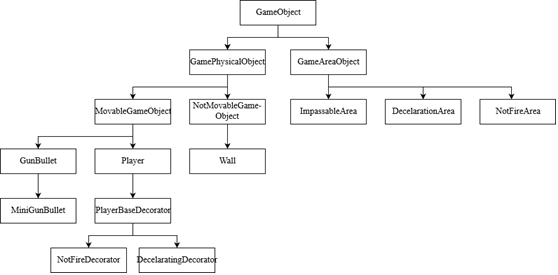 GameObject
GamePhysicalObject
GameAreaObject
MovableGameObject
NotMovableGame-
Object
ImpassableArea
DecelarationArea
NotFireArea
GunBullet
Player
Wall
MiniGunBullet
PlayerBaseDecorator
NotFireDecorator
DecelaratingDecorator